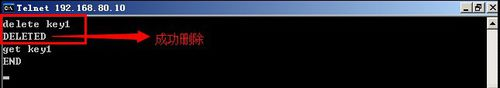 Telnet 192.168.80.10
delete key1
DELETED 成功删除
get key1
END